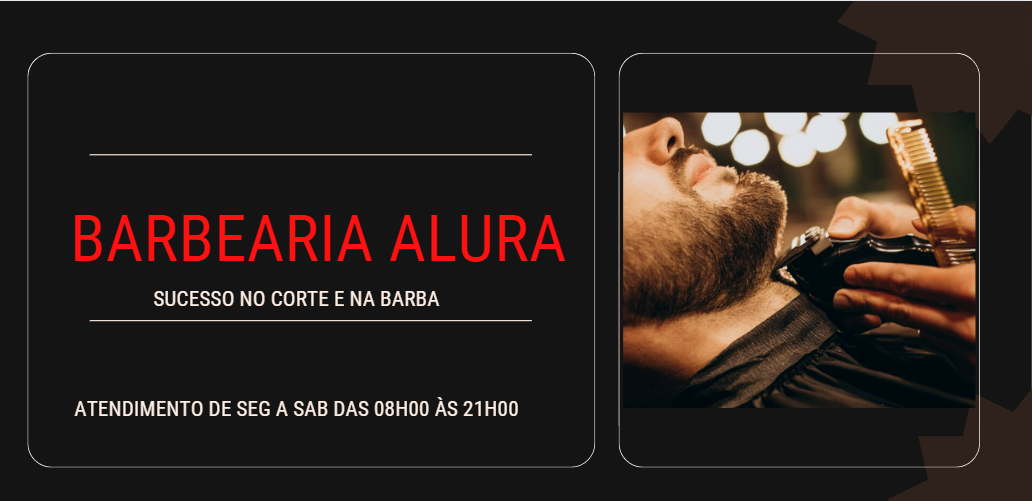 BARBEARIA ALURA
SUCESSO NO CORTE E NA BARBA
ATENDIMENTO DE SEG A SAB DAS 08H00 ÀS 21H00